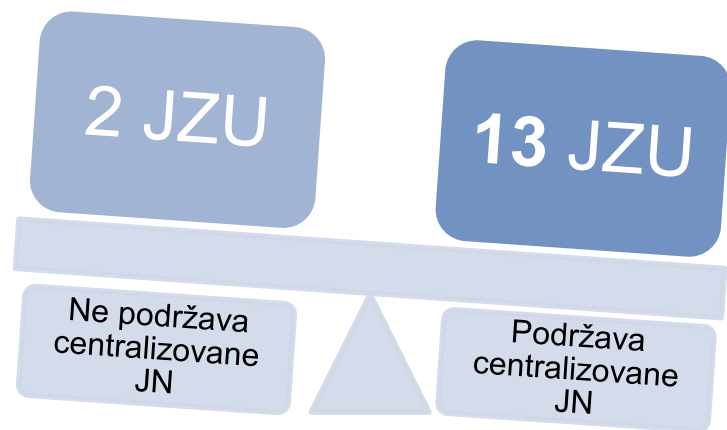 2 JZU
13 JZU
Ne podržava
centralizovane
JN
Podržava
centralizovane
JN